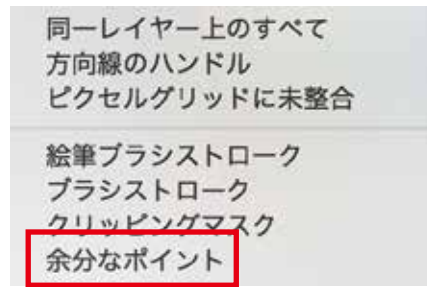 同一レイヤー上のすべて
方向線のハンドル
ピクセルグリッドに未整合
絵筆ブラシストローク
ブラシストローク
クリッピングマスク
余分なポイント